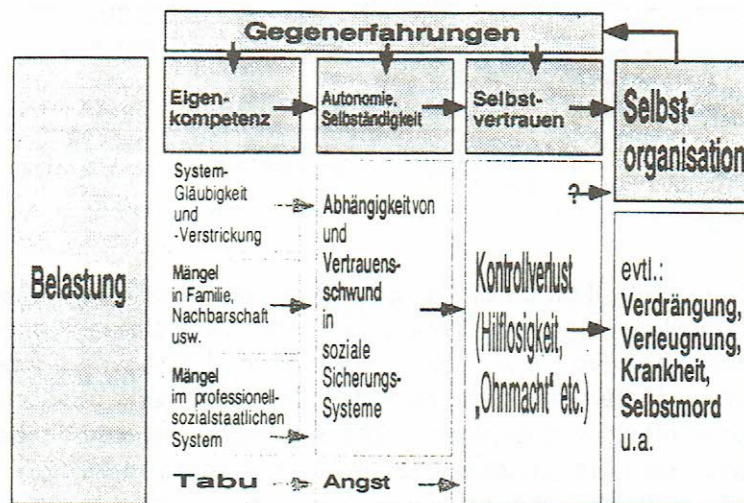 Gegenerfahrungen
Eigen-
kompetenz
Autonomie,
Selbständigkeit
Selbst-
vertrauen
Selbst-
organisation
Belastung
System-
Gläubigkeit
und
-Verstrickung
Mängel
in Familie,
Nachbarschaft
usw.
Mängel
im professionell-
sozialstaatlichen
System
Tabu
Abhängigkeit von
und
Vertrauens-
schwund
in
soziale
Sicherungs-
Systeme
Angst
?
Kontrollverlust
(Hilflosigkeit,
„Ohnmacht" etc.)
evtl.:
Verdrängung,
Verleugnung,
Krankheit,
Selbstmord
u.a.